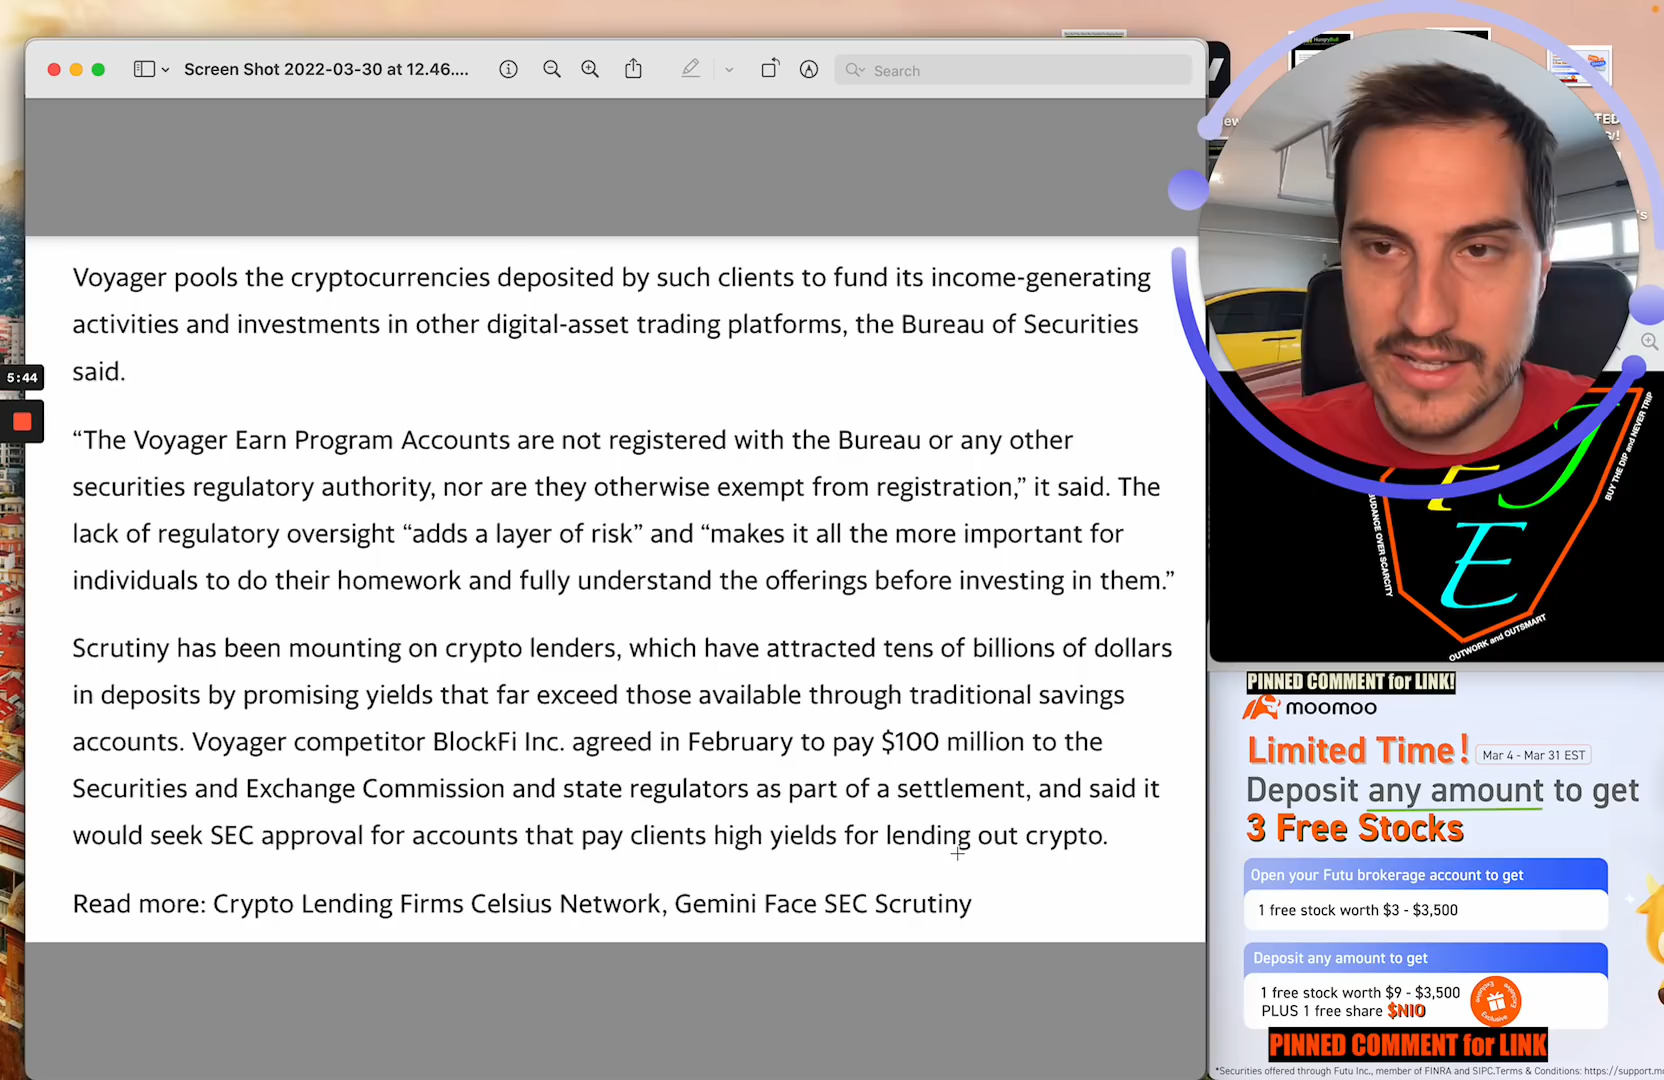 Screen Shot 2022-03-30 at 12.46....
Search
Voyager pools the cryptocurrencies deposited by such clients to fund its income-generating
activities and investments in other digital-asset trading platforms, the Bureau of Securities
said.
5:44
“The Voyager Earn Program Accounts are not registered with the Bureau or any other
securities regulatory authority, nor are they otherwise exempt from registration,” it said. The
lack of regulatory oversight “adds a layer of risk” and “makes it all the more important for
individuals to do their homework and fully understand the offerings before investing in them.”
Scrutiny has been mounting on crypto lenders, which have attracted tens of billions of dollars
in deposits by promising yields that far exceed those available through traditional savings
accounts. Voyager competitor BlockFi Inc. agreed in February to pay $100 million to the
Securities and Exchange Commission and state regulators as part of a settlement, and said it
would seek SEC approval for accounts that pay clients high yields for lending out crypto.
Read more: Crypto Lending Firms Celsius Network, Gemini Face SEC Scrutiny
BUY THE DIP and NEVER TRIP
OVER SCARCITY
E
OUTWORK and OUTSMART
PINNED COMMENT for LINK!
moomoo
Limited Time!
Mar 4 - Mar 31 EST
Deposit any amount to get
3 Free Stocks
Open your Futu brokerage account to get
1 free stock worth $3 - $3,500
Deposit any amount to get
1 free stock worth $9 - $3,500
PLUS 1 free share $NIO
Exclusive
Exclusive
PINNED COMMENT for LINK
*Securities offered through Futu Inc., member of FINRA and SIPC.Terms & Conditions: https://support.m